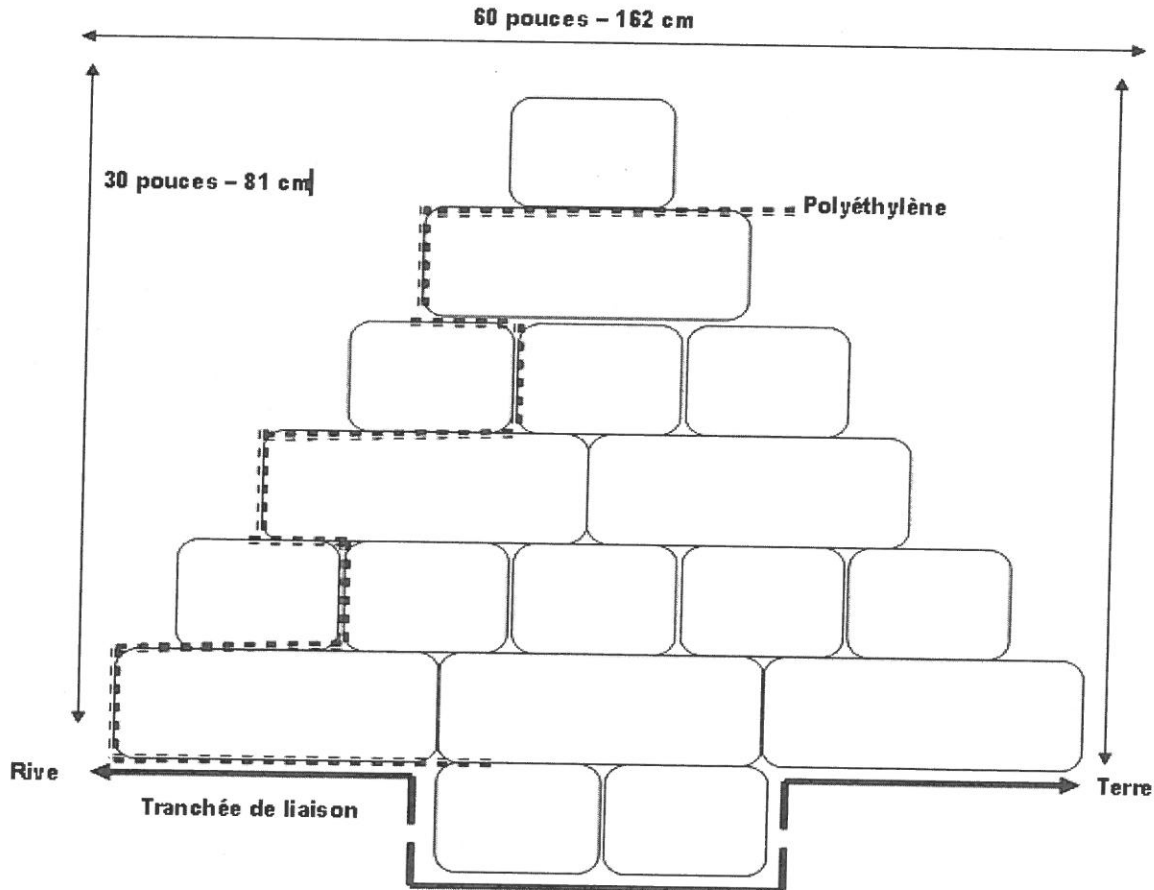 60 pouces – 162 cm
30 pouces – 81 cm
Polyéthylène
Rive
Terre
Tranchée de liaison